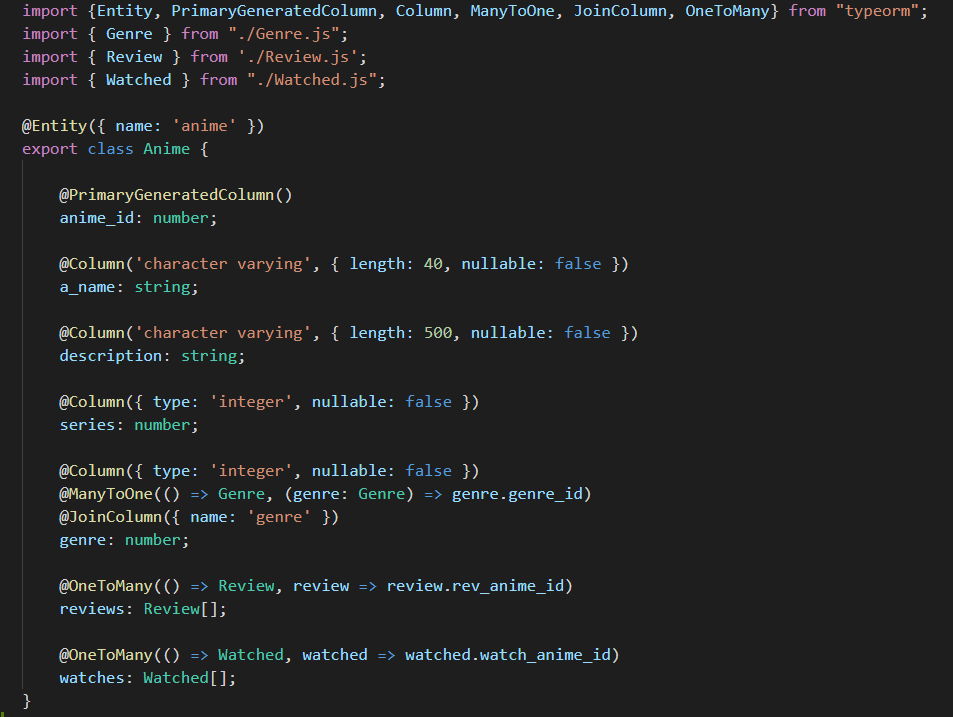 import {Entity, PrimaryGeneratedColumn, Column, ManyToOne, JoinColumn, OneToMany} from "typeorm";
import { Genre } from "./Genre.js";
import { Review } from './Review.js';
import { Watched } from "./Watched.js";
@Entity({ name: 'anime' })
export class Anime {
@PrimaryGeneratedColumn()
anime_id: number;
@Column('character varying', { length: 40, nullable: false })
a_name: string;
@Column('character varying', { length: 500, nullable: false })
description: string;
@Column({ type: 'integer', nullable: false })
series: number;
@Column({ type: 'integer', nullable: false })
@ManyToOne(() => Genre, (genre: Genre) => genre.genre_id)
@JoinColumn({ name: 'genre' })
genre: number;
@OneToMany(() => Review, review => review.rev_anime_id)
reviews: Review[];
@OneToMany(() => Watched, watched => watched.watch_anime_id)
watches: Watched[];
}